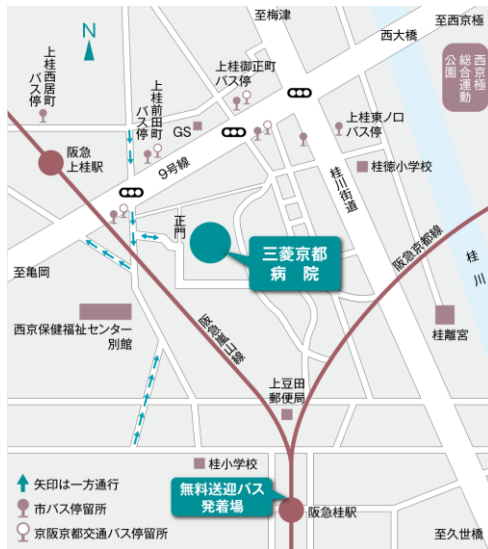 至梅津
至西京極
西大橋
上桂西居町
バス停
N
上桂御正町
バス停
上桂前田町
バス停
西京極
総合運動
公園
GS
上桂東ノ口
バス停
阪急
上桂駅
9号線
桂徳小学校
桂川街道
正門
三菱京都
病 院
阪急京都線
桂川
至亀岡
西京保健福祉センター
別館
阪急嵐山線
桂離宮
上豆田
郵便局
桂小学校
矢印は一方通行
無料送迎バス
発着場
市バス停留所
阪急桂駅
京阪京都交通バス停留所
至久世橋